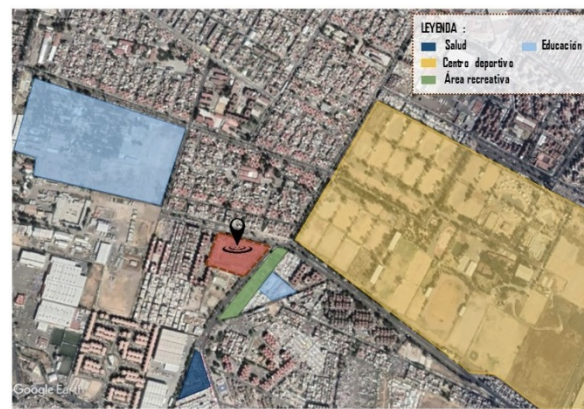 LEYENDA :
Salud
Educación
Centro deportivo
Área recreativa
Google Earth